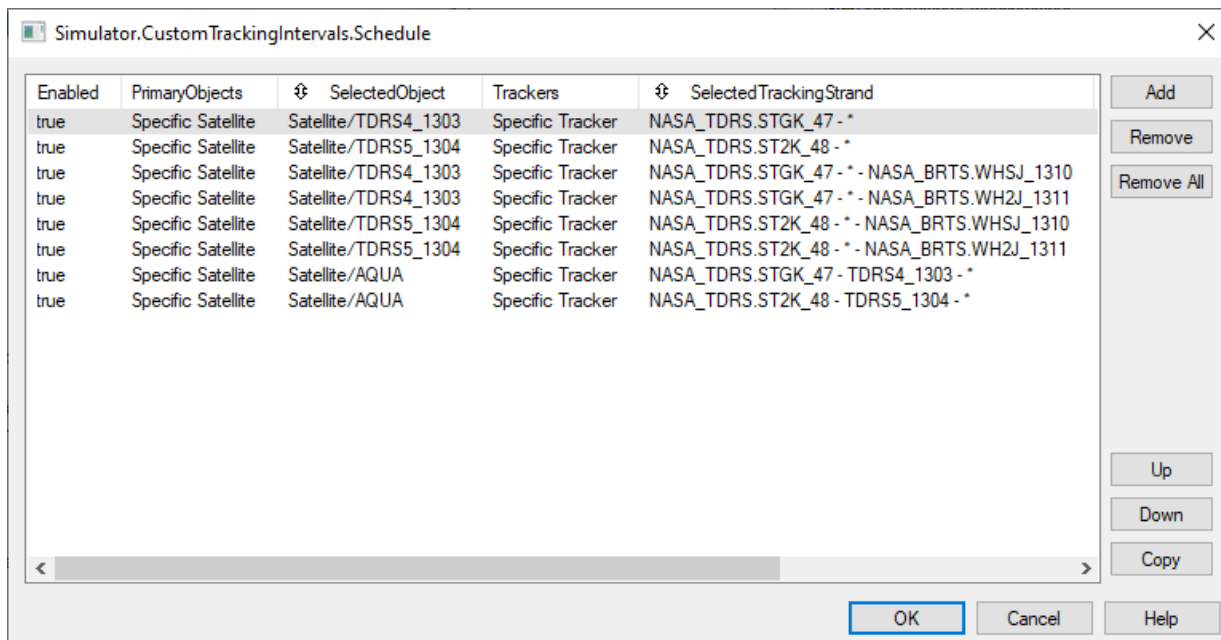 Simulator.CustomTrackingIntervals.Schedule
Enabled PrimaryObjects SelectedObject Trackers SelectedTrackingStrand
true Specific Satellite Satellite/TDRS4_1303 Specific Tracker NASA_TDRS.STGK_47 - *
true Specific Satellite Satellite/TDRS5_1304 Specific Tracker NASA_TDRS.ST2K_48 - *
true Specific Satellite Satellite/TDRS4_1303 Specific Tracker NASA_TDRS.STGK_47 - * - NASA_BRTS.WHSJ_1310
true Specific Satellite Satellite/TDRS4_1303 Specific Tracker NASA_TDRS.STGK_47 - * - NASA_BRTS.WH2J_1311
true Specific Satellite Satellite/TDRS5_1304 Specific Tracker NASA_TDRS.ST2K_48 - * - NASA_BRTS.WHSJ_1310
true Specific Satellite Satellite/TDRS5_1304 Specific Tracker NASA_TDRS.ST2K_48 - * - NASA_BRTS.WH2J_1311
true Specific Satellite Satellite/AQUA Specific Tracker NASA_TDRS.STGK_47 - TDRS4_1303 - *
true Specific Satellite Satellite/AQUA Specific Tracker NASA_TDRS.ST2K_48 - TDRS5_1304 - *
Add
Remove
Remove All
Up
Down
Copy
OK Cancel Help